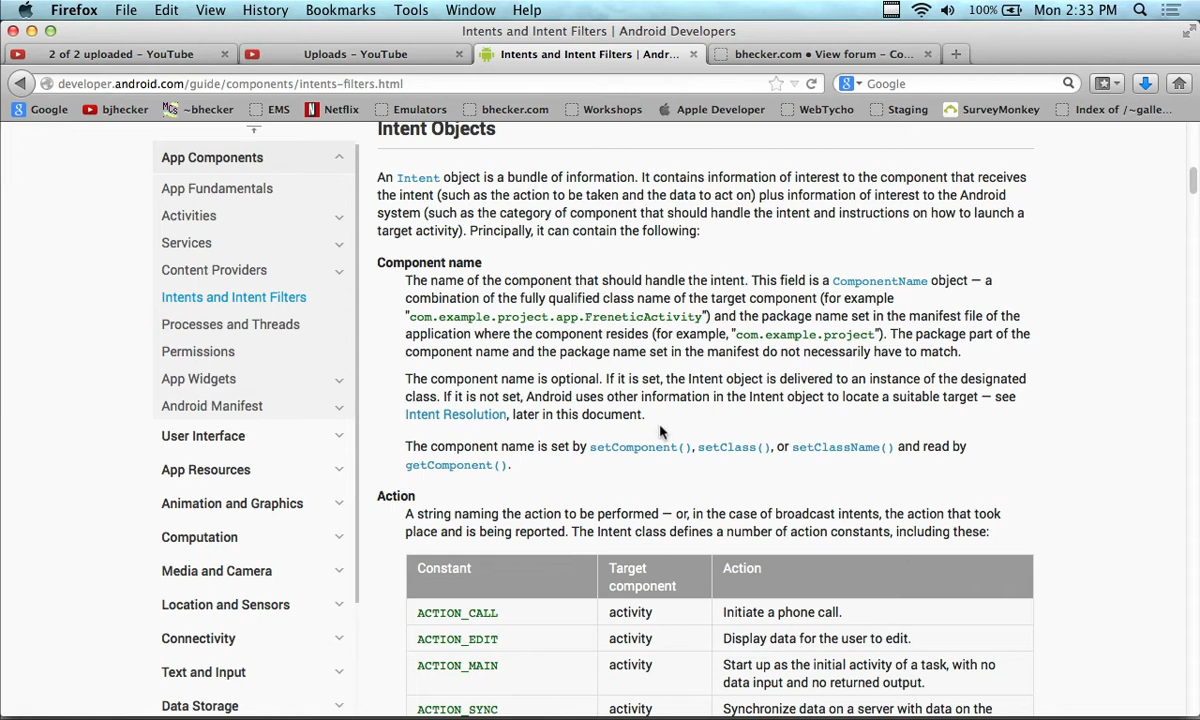 Firefox File Edit View History Bookmarks Tools Window Help 100% Mon 2:33 PM
Intents and Intent Filters | Android Developers
2 of 2 uploaded - YouTube Uploads - YouTube Intents and Intent Filters | Andr... bhecker.com • View forum - Co...
developer.android.com/guide/components/intents-filters.html Google
Google bjhecker ~bhecker EMS Netflix Emulators bhecker.com Workshops Apple Developer WebTycho Staging SurveyMonkey Index of /~galle...
App Components
App Fundamentals
Activities
Services
Content Providers
Intents and Intent Filters
Processes and Threads
Permissions
App Widgets
Android Manifest
User Interface
App Resources
Animation and Graphics
Computation
Media and Camera
Location and Sensors
Connectivity
Text and Input
Data Storage
Intent Objects
An Intent object is a bundle of information. It contains information of interest to the component that receives
the intent (such as the action to be taken and the data to act on) plus information of interest to the Android
system (such as the category of component that should handle the intent and instructions on how to launch a
target activity). Principally, it can contain the following:
Component name
The name of the component that should handle the intent. This field is a ComponentName object — a
combination of the fully qualified class name of the target component (for example
"com.example.project.app.FreneticActivity") and the package name set in the manifest file of the
application where the component resides (for example, "com.example.project"). The package part of the
component name and the package name set in the manifest do not necessarily have to match.
The component name is optional. If it is set, the Intent object is delivered to an instance of the designated
class. If it is not set, Android uses other information in the Intent object to locate a suitable target — see
Intent Resolution, later in this document.
The component name is set by setComponent(), setClass(), or setClassName() and read by
getComponent().
Action
A string naming the action to be performed — or, in the case of broadcast intents, the action that took
place and is being reported. The Intent class defines a number of action constants, including these:
Constant Target component Action
ACTION_CALL activity Initiate a phone call.
ACTION_EDIT activity Display data for the user to edit.
ACTION_MAIN activity Start up as the initial activity of a task, with no
data input and no returned output.
ACTION_SYNC activity Synchronize data on a server with data on the